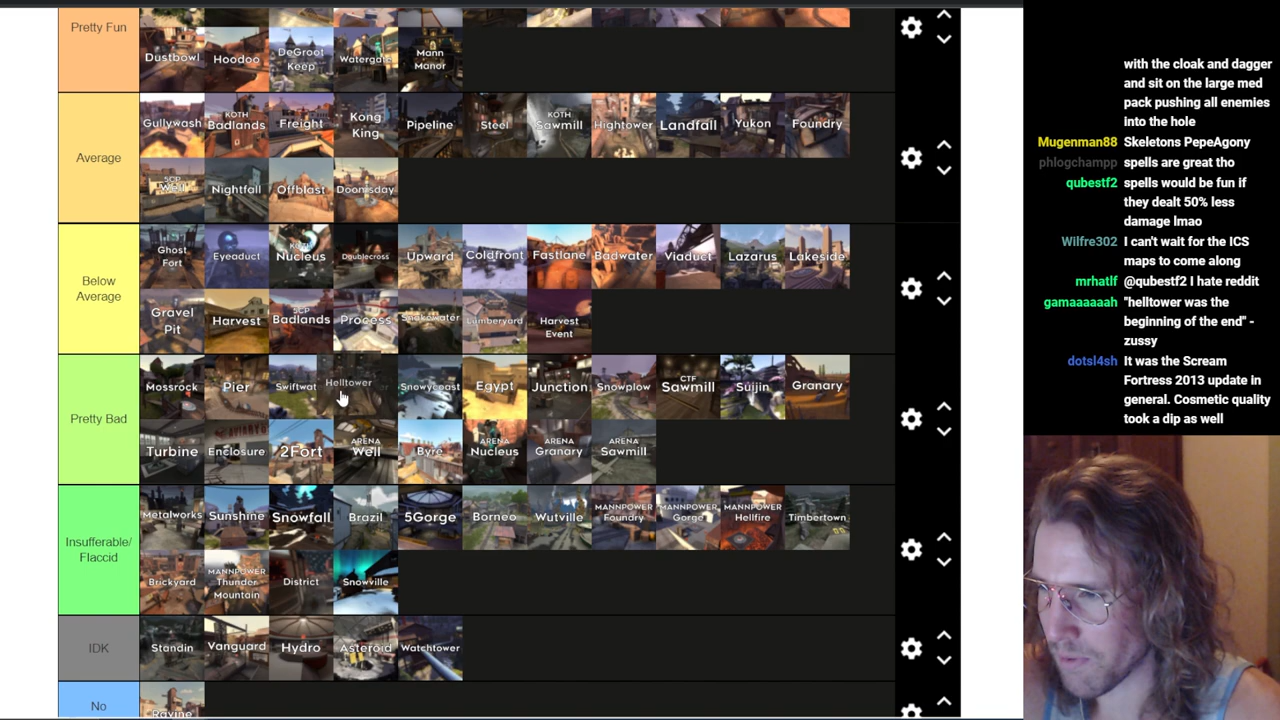 Pretty Fun
Dustbowl
Hoodoo
DeGroot
Keep
Watergate
Mann
Manor
Average
Gullywash
KOTH
Badlands
Freight
Kong
King
Pipeline
Steel
KOTH
Sawmill
Hightower
Landfall
Yukon
Foundry
5CP
Well
Nightfall
Offblast
Doomsday
Below
Average
Ghost
Fort
Eyeaduct
KOTH
Nucleus
Doublecross
Upward
Coldfront
Fastlane
Badwater
Viaduct
Lazarus
Lakeside
Gravel
Pit
Harvest
5CP
Badlands
Process
Snakewater
Lumberyard
Harvest
Event
Pretty Bad
Mossrock
Pier
Swiftwat
Helltower
Snowycoast
Egypt
Junction
Snowplow
CTF
Sawmill
Suijin
Granary
Turbine
Enclosure
2Fort
ARENA
Well
Byre
ARENA
Nucleus
ARENA
Granary
ARENA
Sawmill
Insufferable/
Flaccid
Metalworks
Sunshine
Snowfall
Brazil
5Gorge
Borneo
Wutville
MANNPOWER
Foundry
MANNPOWER
Gorge
MANNPOWER
Hellfire
Timbertown
Brickyard
MANNPOWER
Thunder
Mountain
District
Snowville
IDK
Standin
Vanguard
Hydro
Asteroid
Watchtower
No
Ravine
with the cloak and dagger
and sit on the large med
pack pushing all enemies
into the hole
Mugenman88 Skeletons PepeAgony
phlogchampp spells are great tho
qubestf2 spells would be fun if
they dealt 50% less
damage lmao
Wilfre302 I can't wait for the ICS
maps to come along
mrhatlf @qubestf2 I hate reddit
gamaaaaaah "helltower was the
beginning of the end" -
zussy
dotsl4sh It was the Scream
Fortress 2013 update in
general. Cosmetic quality
took a dip as well